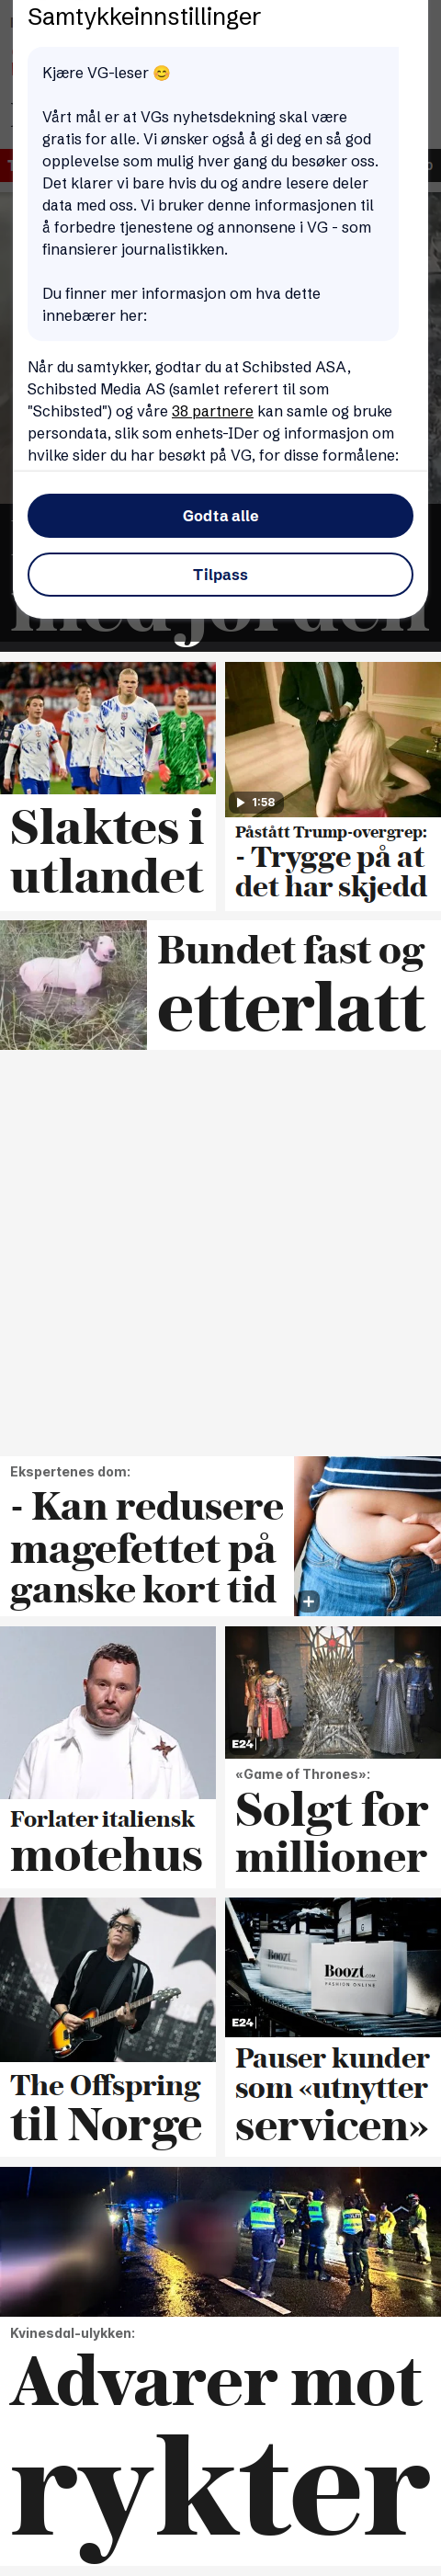 Samtykkeinnstillinger
Kjære VG-leser 😊
Vårt mål er at VGs nyhetsdekning skal være
gratis for alle. Vi ønsker også å gi deg en så god
opplevelse som mulig hver gang du besøker oss.
Det klarer vi bare hvis du og andre lesere deler
data med oss. Vi bruker denne informasjonen til
å forbedre tjenestene og annonsene i VG - som
finansierer journalistikken.
Du finner mer informasjon om hva dette
innebærer her:
Når du samtykker, godtar du at Schibsted ASA,
Schibsted Media AS (samlet referert til som
"Schibsted") og våre 38 partnere kan samle og bruke
persondata, slik som enhets-IDer og informasjon om
hvilke sider du har besøkt på VG, for disse formålene:
Godta alle
Tilpass
med jorden
Slaktes i
utlandet
1:58
Påstått Trump-overgrep:
- Trygge på at
det har skjedd
Bundet fast og
etterlatt
Ekspertenes dom:
- Kan redusere
magefettet på
ganske kort tid
Forlater italiensk
motehus
E24
«Game of Thrones»:
Solgt for
millioner
The Offspring
til Norge
Boozt
Boozt.COM
FASHION ONLINE
E24
Pauser kunder
som «utnytter
servicen»
Kvinesdal-ulykken:
Advarer mot
rykter